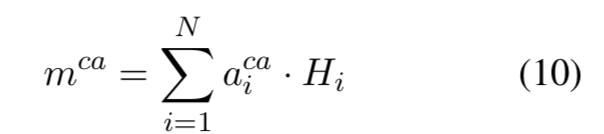 m^{ca} = \sum_{i=1}^{N} a_i^{ca} \cdot H_i (10)